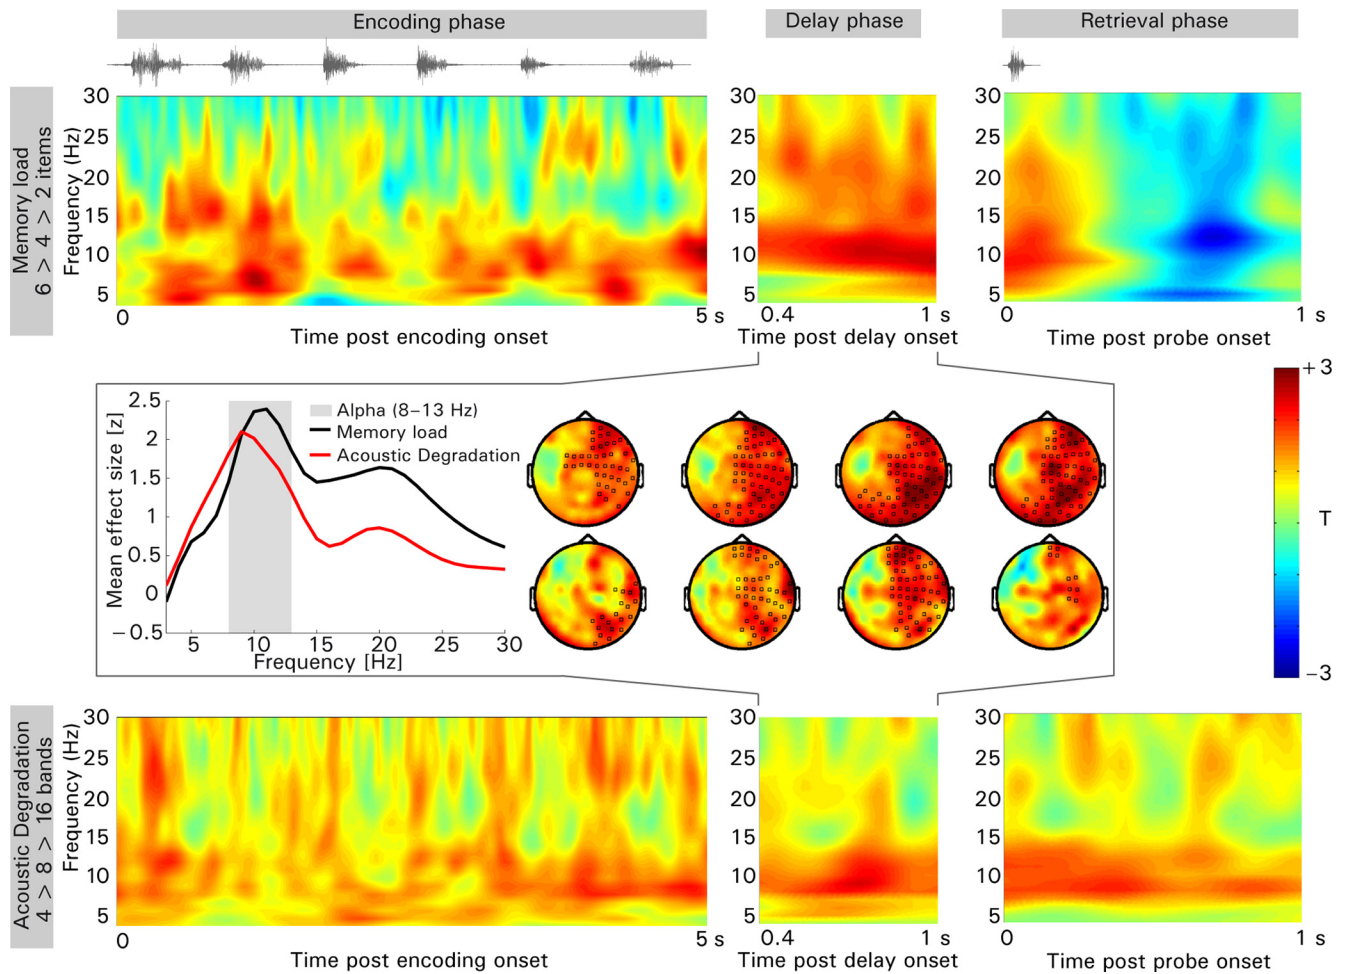 Encoding phase
Delay phase
Retrieval phase
Memory load
6 > 4 > 2 items
Frequency (Hz)
30
25
20
15
10
5
0
5 s
Time post encoding onset
30
25
20
15
10
5
0.4
1 s
Time post delay onset
30
25
20
15
10
5
0
1 s
Time post probe onset
Mean effect size [z]
2.5
2
1.5
1
0.5
0
−0.5
5
10
15
20
25
30
Frequency [Hz]
Alpha (8–13 Hz)
Memory load
Acoustic Degradation
+3
T
−3
Acoustic Degradation
4 > 8 > 16 bands
Frequency (Hz)
30
25
20
15
10
5
0
5 s
Time post encoding onset
30
25
20
15
10
5
0.4
1 s
Time post delay onset
30
25
20
15
10
5
0
1 s
Time post probe onset